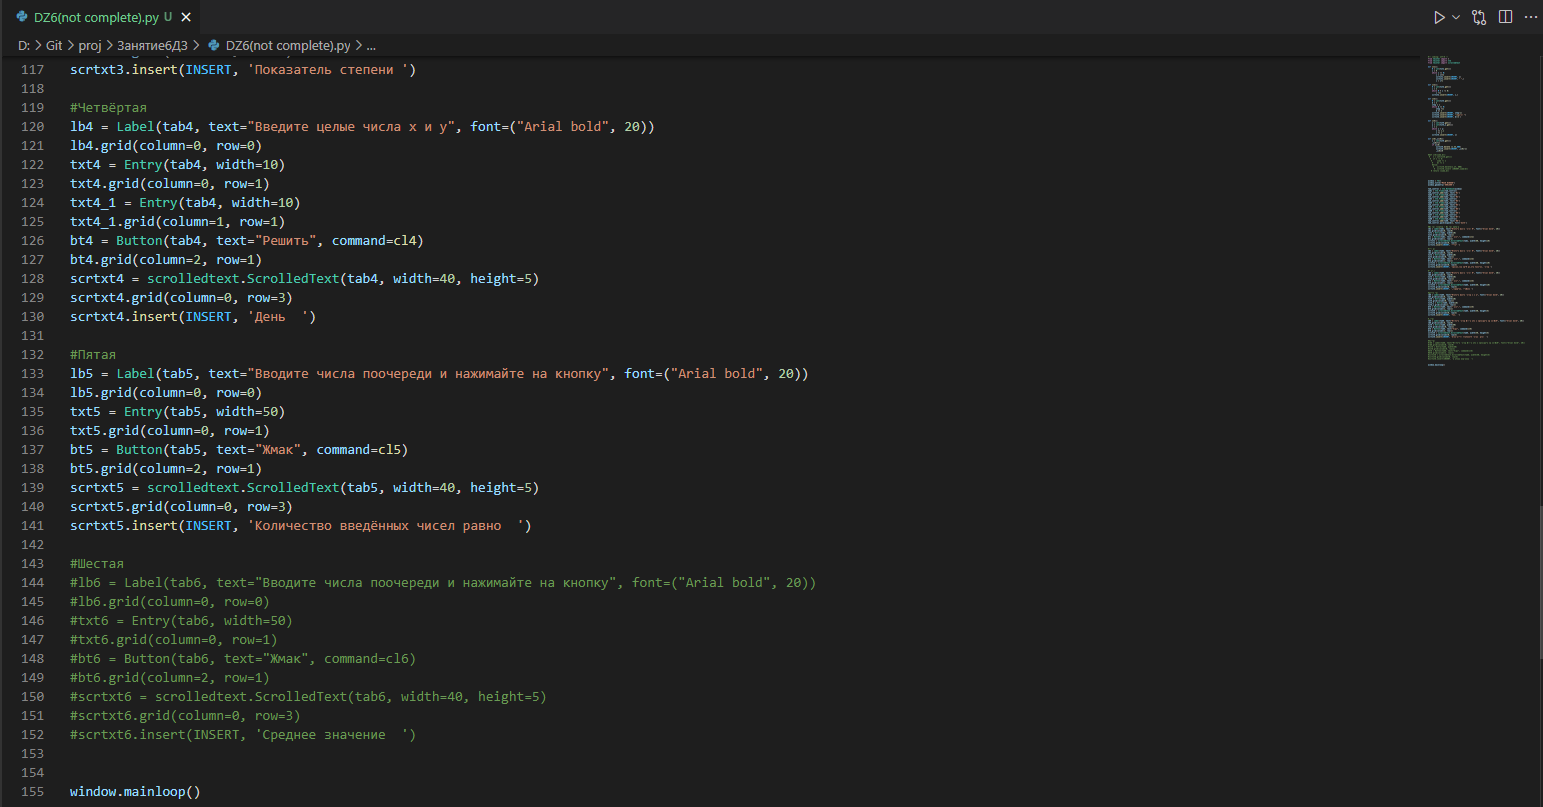 DZ6(not complete).py U
D: > Git > proj > Занятие6ДЗ > DZ6(not complete).py > ...
117 scrtxt3.insert(INSERT, 'Показатель степени ')
118
119 #Четвёртая
120 lb4 = Label(tab4, text="Введите целые числа x и y", font=("Arial bold", 20))
121 lb4.grid(column=0, row=0)
122 txt4 = Entry(tab4, width=10)
123 txt4.grid(column=0, row=1)
124 txt4_1 = Entry(tab4, width=10)
125 txt4_1.grid(column=1, row=1)
126 bt4 = Button(tab4, text="Решить", command=cl4)
127 bt4.grid(column=2, row=1)
128 scrtxt4 = scrolledtext.ScrolledText(tab4, width=40, height=5)
129 scrtxt4.grid(column=0, row=3)
130 scrtxt4.insert(INSERT, 'День  ')
131
132 #Пятая
133 lb5 = Label(tab5, text="Вводите числа поочереди и нажимайте на кнопку", font=("Arial bold", 20))
134 lb5.grid(column=0, row=0)
135 txt5 = Entry(tab5, width=50)
136 txt5.grid(column=0, row=1)
137 bt5 = Button(tab5, text="Жмак", command=cl5)
138 bt5.grid(column=2, row=1)
139 scrtxt5 = scrolledtext.ScrolledText(tab5, width=40, height=5)
140 scrtxt5.grid(column=0, row=3)
141 scrtxt5.insert(INSERT, 'Количество введённых чисел равно  ')
142
143 #Шестая
144 #lb6 = Label(tab6, text="Вводите числа поочереди и нажимайте на кнопку", font=("Arial bold", 20))
145 #lb6.grid(column=0, row=0)
146 #txt6 = Entry(tab6, width=50)
147 #txt6.grid(column=0, row=1)
148 #bt6 = Button(tab6, text="Жмак", command=cl6)
149 #bt6.grid(column=2, row=1)
150 #scrtxt6 = scrolledtext.ScrolledText(tab6, width=40, height=5)
151 #scrtxt6.grid(column=0, row=3)
152 #scrtxt6.insert(INSERT, 'Среднее значение  ')
153
154
155 window.mainloop()